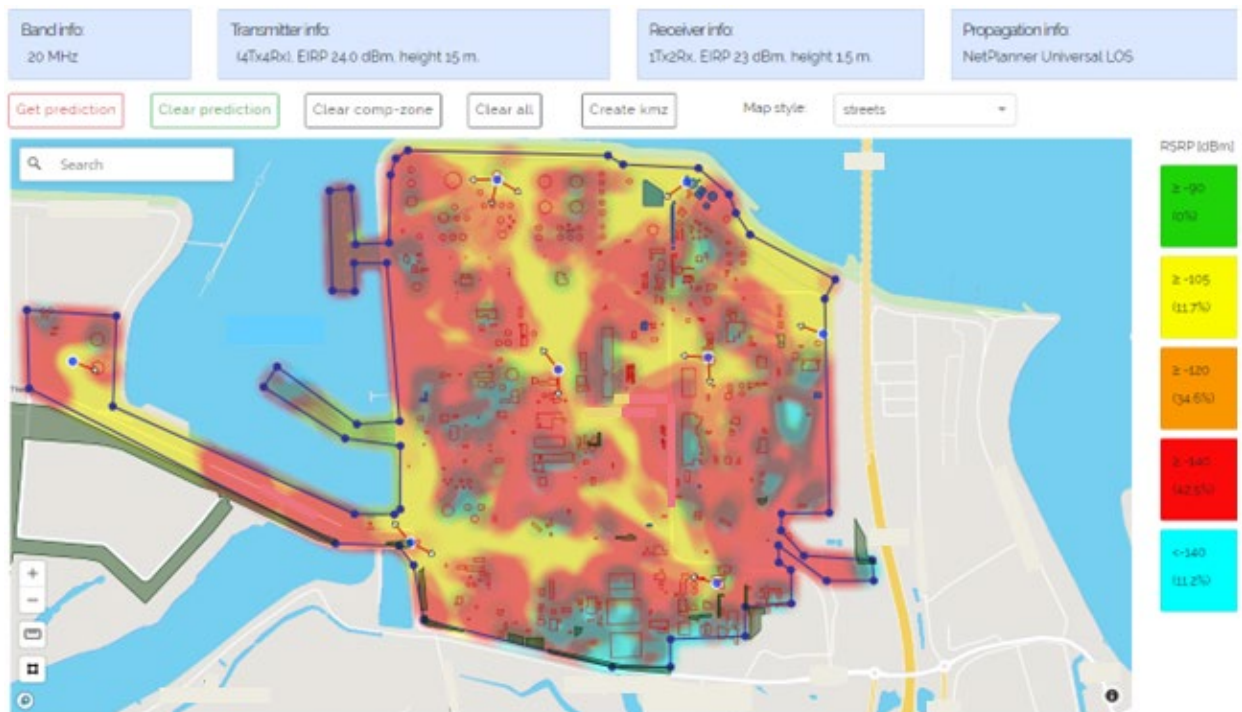 Band info:
20 MHz
Transmitter info:
(4Tx4Rx), EIRP 24.0 dBm, height 15 m.
Receiver info:
1Tx2Rx, EIRP 23 dBm, height 1.5 m.
Propagation info:
NetPlanner Universal LOS
Get prediction
Clear prediction
Clear comp-zone
Clear all
Create kmz
Map style:
streets
Search
RSRP [dBm]
≥ -90
(0%)
≥ -105
(11.7%)
≥ -120
(34.6%)
≥ -140
(42.5%)
<-140
(11.2%)